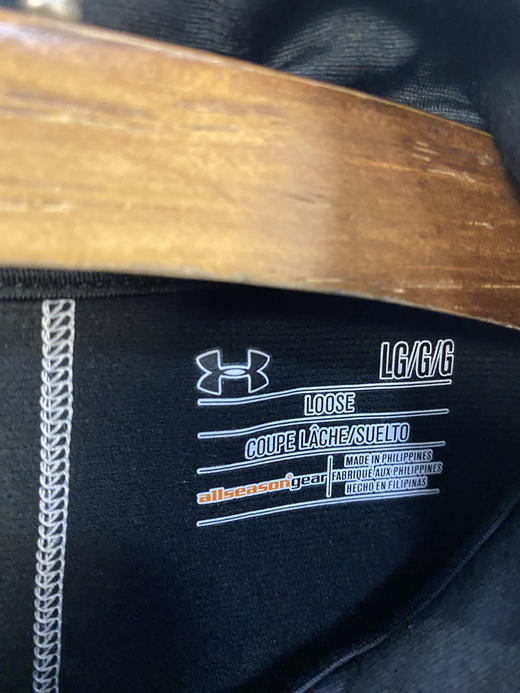 LG/G/G
LOOSE
COUPE LÂCHE/SUELTO
allseasongear
MADE IN PHILIPPINES
FABRIQUÉ AUX PHILIPPINES
HECHO EN FILIPINAS